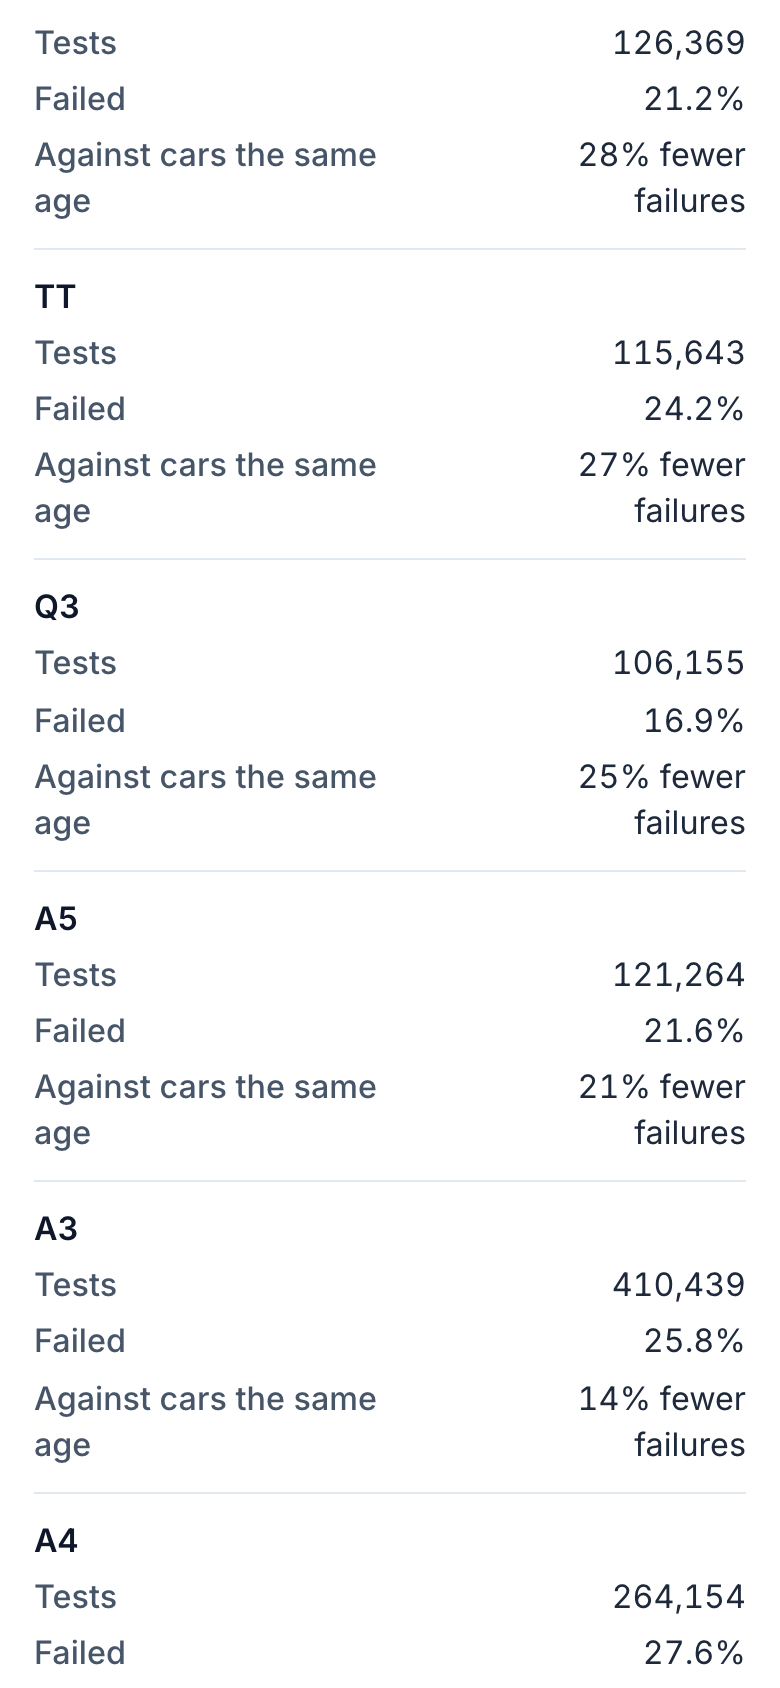 Tests 126,369
Failed 21.2%
Against cars the same 28% fewer
age failures
TT
Tests 115,643
Failed 24.2%
Against cars the same 27% fewer
age failures
Q3
Tests 106,155
Failed 16.9%
Against cars the same 25% fewer
age failures
A5
Tests 121,264
Failed 21.6%
Against cars the same 21% fewer
age failures
A3
Tests 410,439
Failed 25.8%
Against cars the same 14% fewer
age failures
A4
Tests 264,154
Failed 27.6%